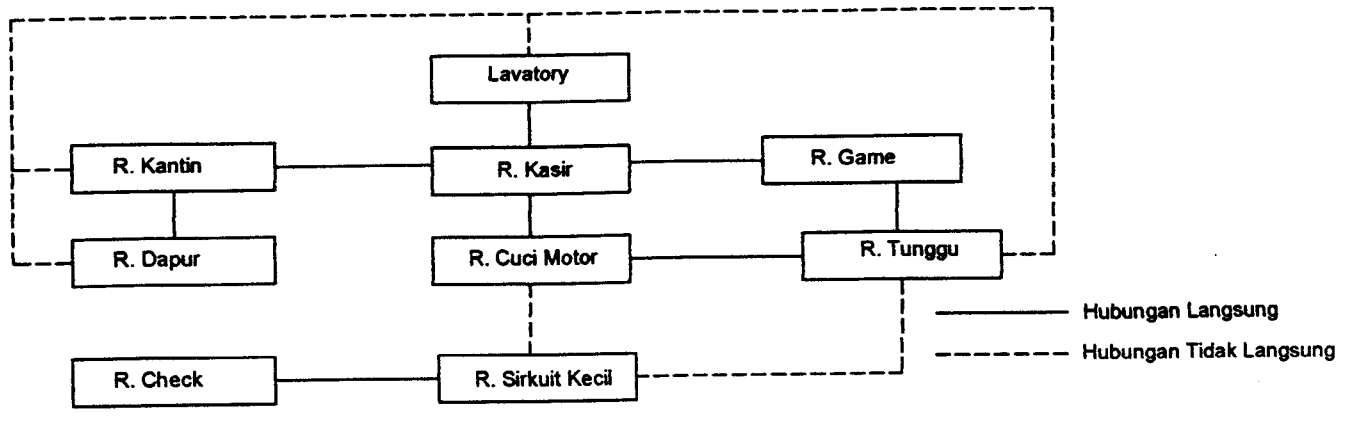 Lavatory
R. Kantin
R. Kasir
R. Game
R. Dapur
R. Cuci Motor
R. Tunggu
Hubungan Langsung
Hubungan Tidak Langsung
R. Check
R. Sirkuit Kecil